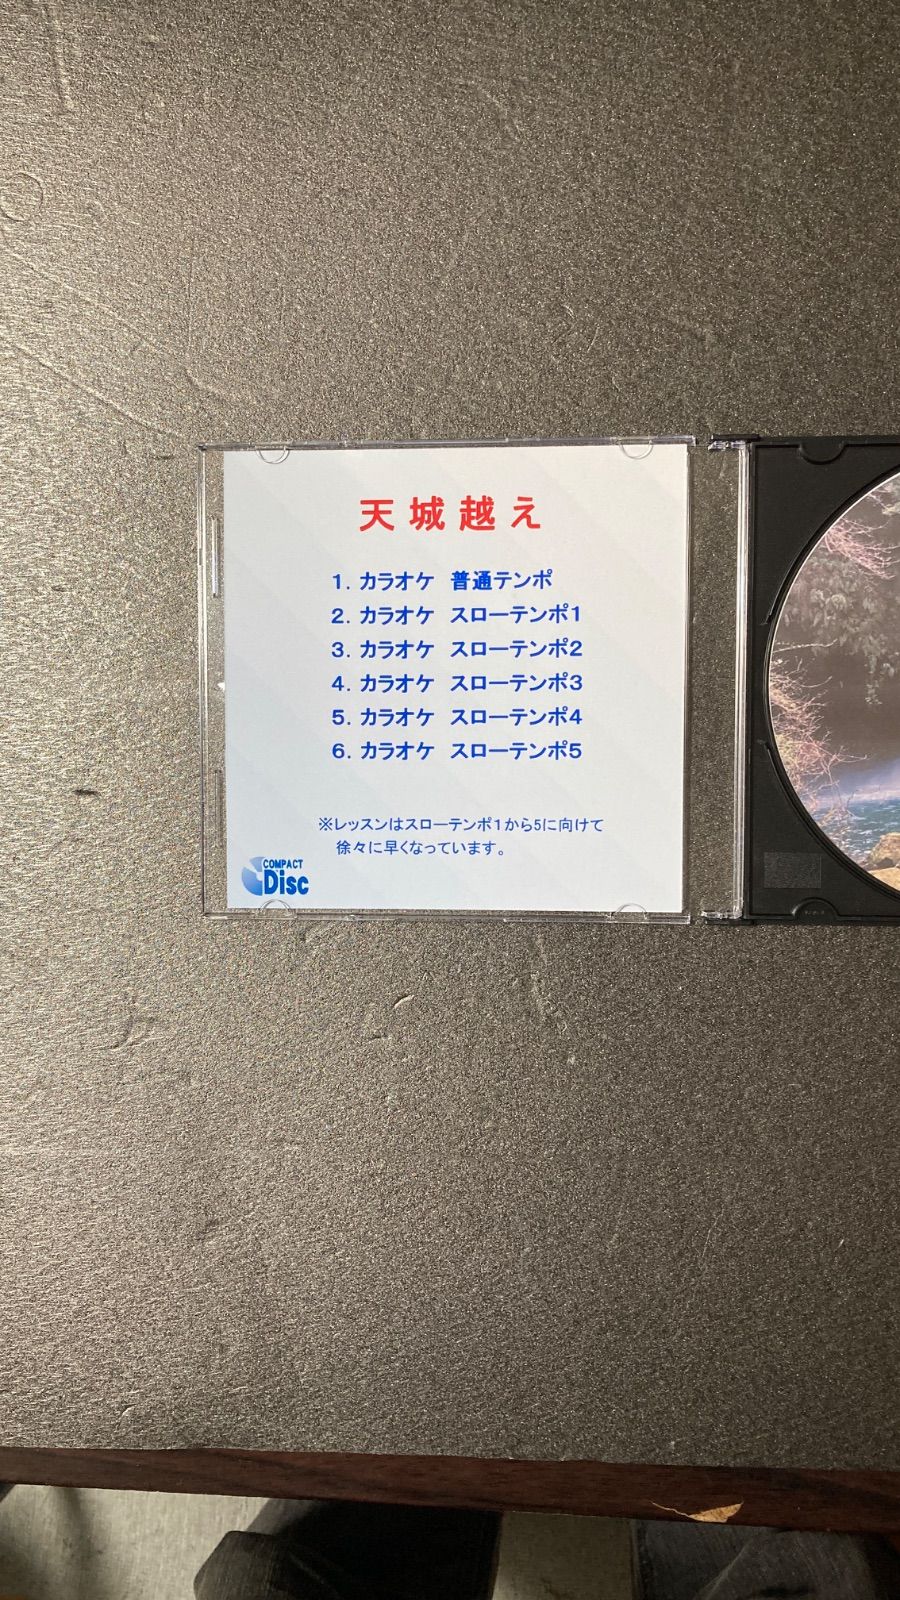 天城越え
1. カラオケ　普通テンポ
2. カラオケ　スローテンポ1
3. カラオケ　スローテンポ2
4. カラオケ　スローテンポ3
5. カラオケ　スローテンポ4
6. カラオケ　スローテンポ5
※レッスンはスローテンポ1から5に向けて
徐々に早くなっています。
COMPACT
Disc